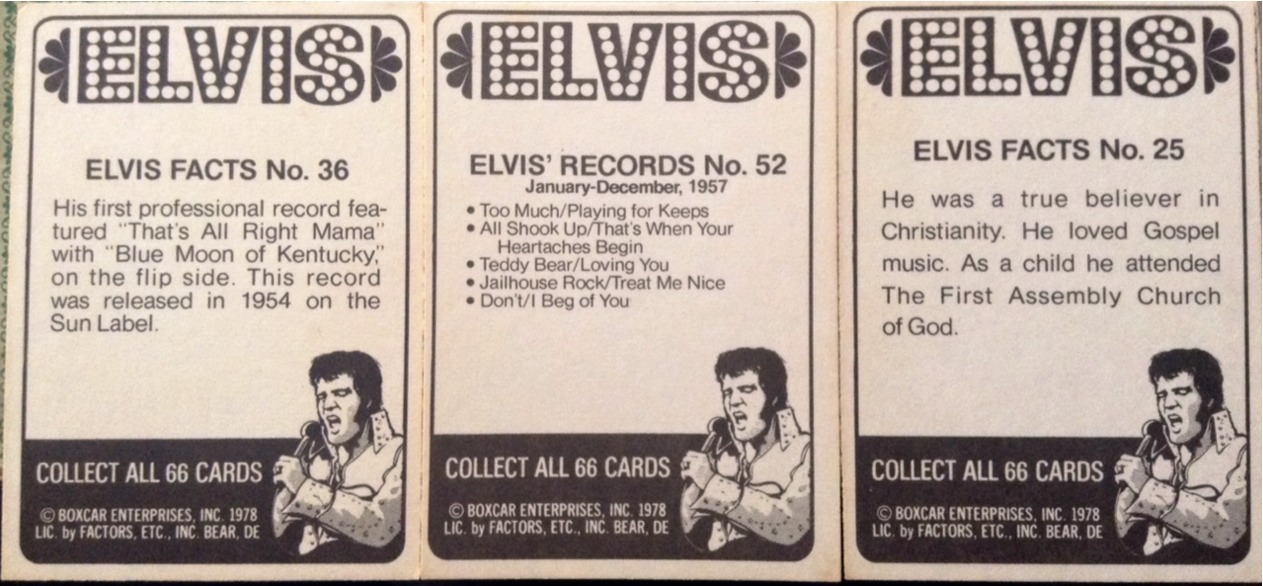 ELVIS
ELVIS FACTS No. 36
His first professional record fea-
tured "That's All Right Mama"
with "Blue Moon of Kentucky,"
on the flip side. This record
was released in 1954 on the
Sun Label.
COLLECT ALL 66 CARDS
© BOXCAR ENTERPRISES, INC. 1978
LIC. by FACTORS, ETC., INC. BEAR, DE
ELVIS
ELVIS' RECORDS No. 52
January-December, 1957
• Too Much/Playing for Keeps
• All Shook Up/That's When Your
Heartaches Begin
• Teddy Bear/Loving You
• Jailhouse Rock/Treat Me Nice
• Don't/I Beg of You
COLLECT ALL 66 CARDS
© BOXCAR ENTERPRISES, INC. 1978
LIC. by FACTORS, ETC., INC. BEAR, DE
ELVIS
ELVIS FACTS No. 25
He was a true believer in
Christianity. He loved Gospel
music. As a child he attended
The First Assembly Church
of God.
COLLECT ALL 66 CARDS
© BOXCAR ENTERPRISES, INC. 1978
LIC. by FACTORS, ETC., INC. BEAR, DE